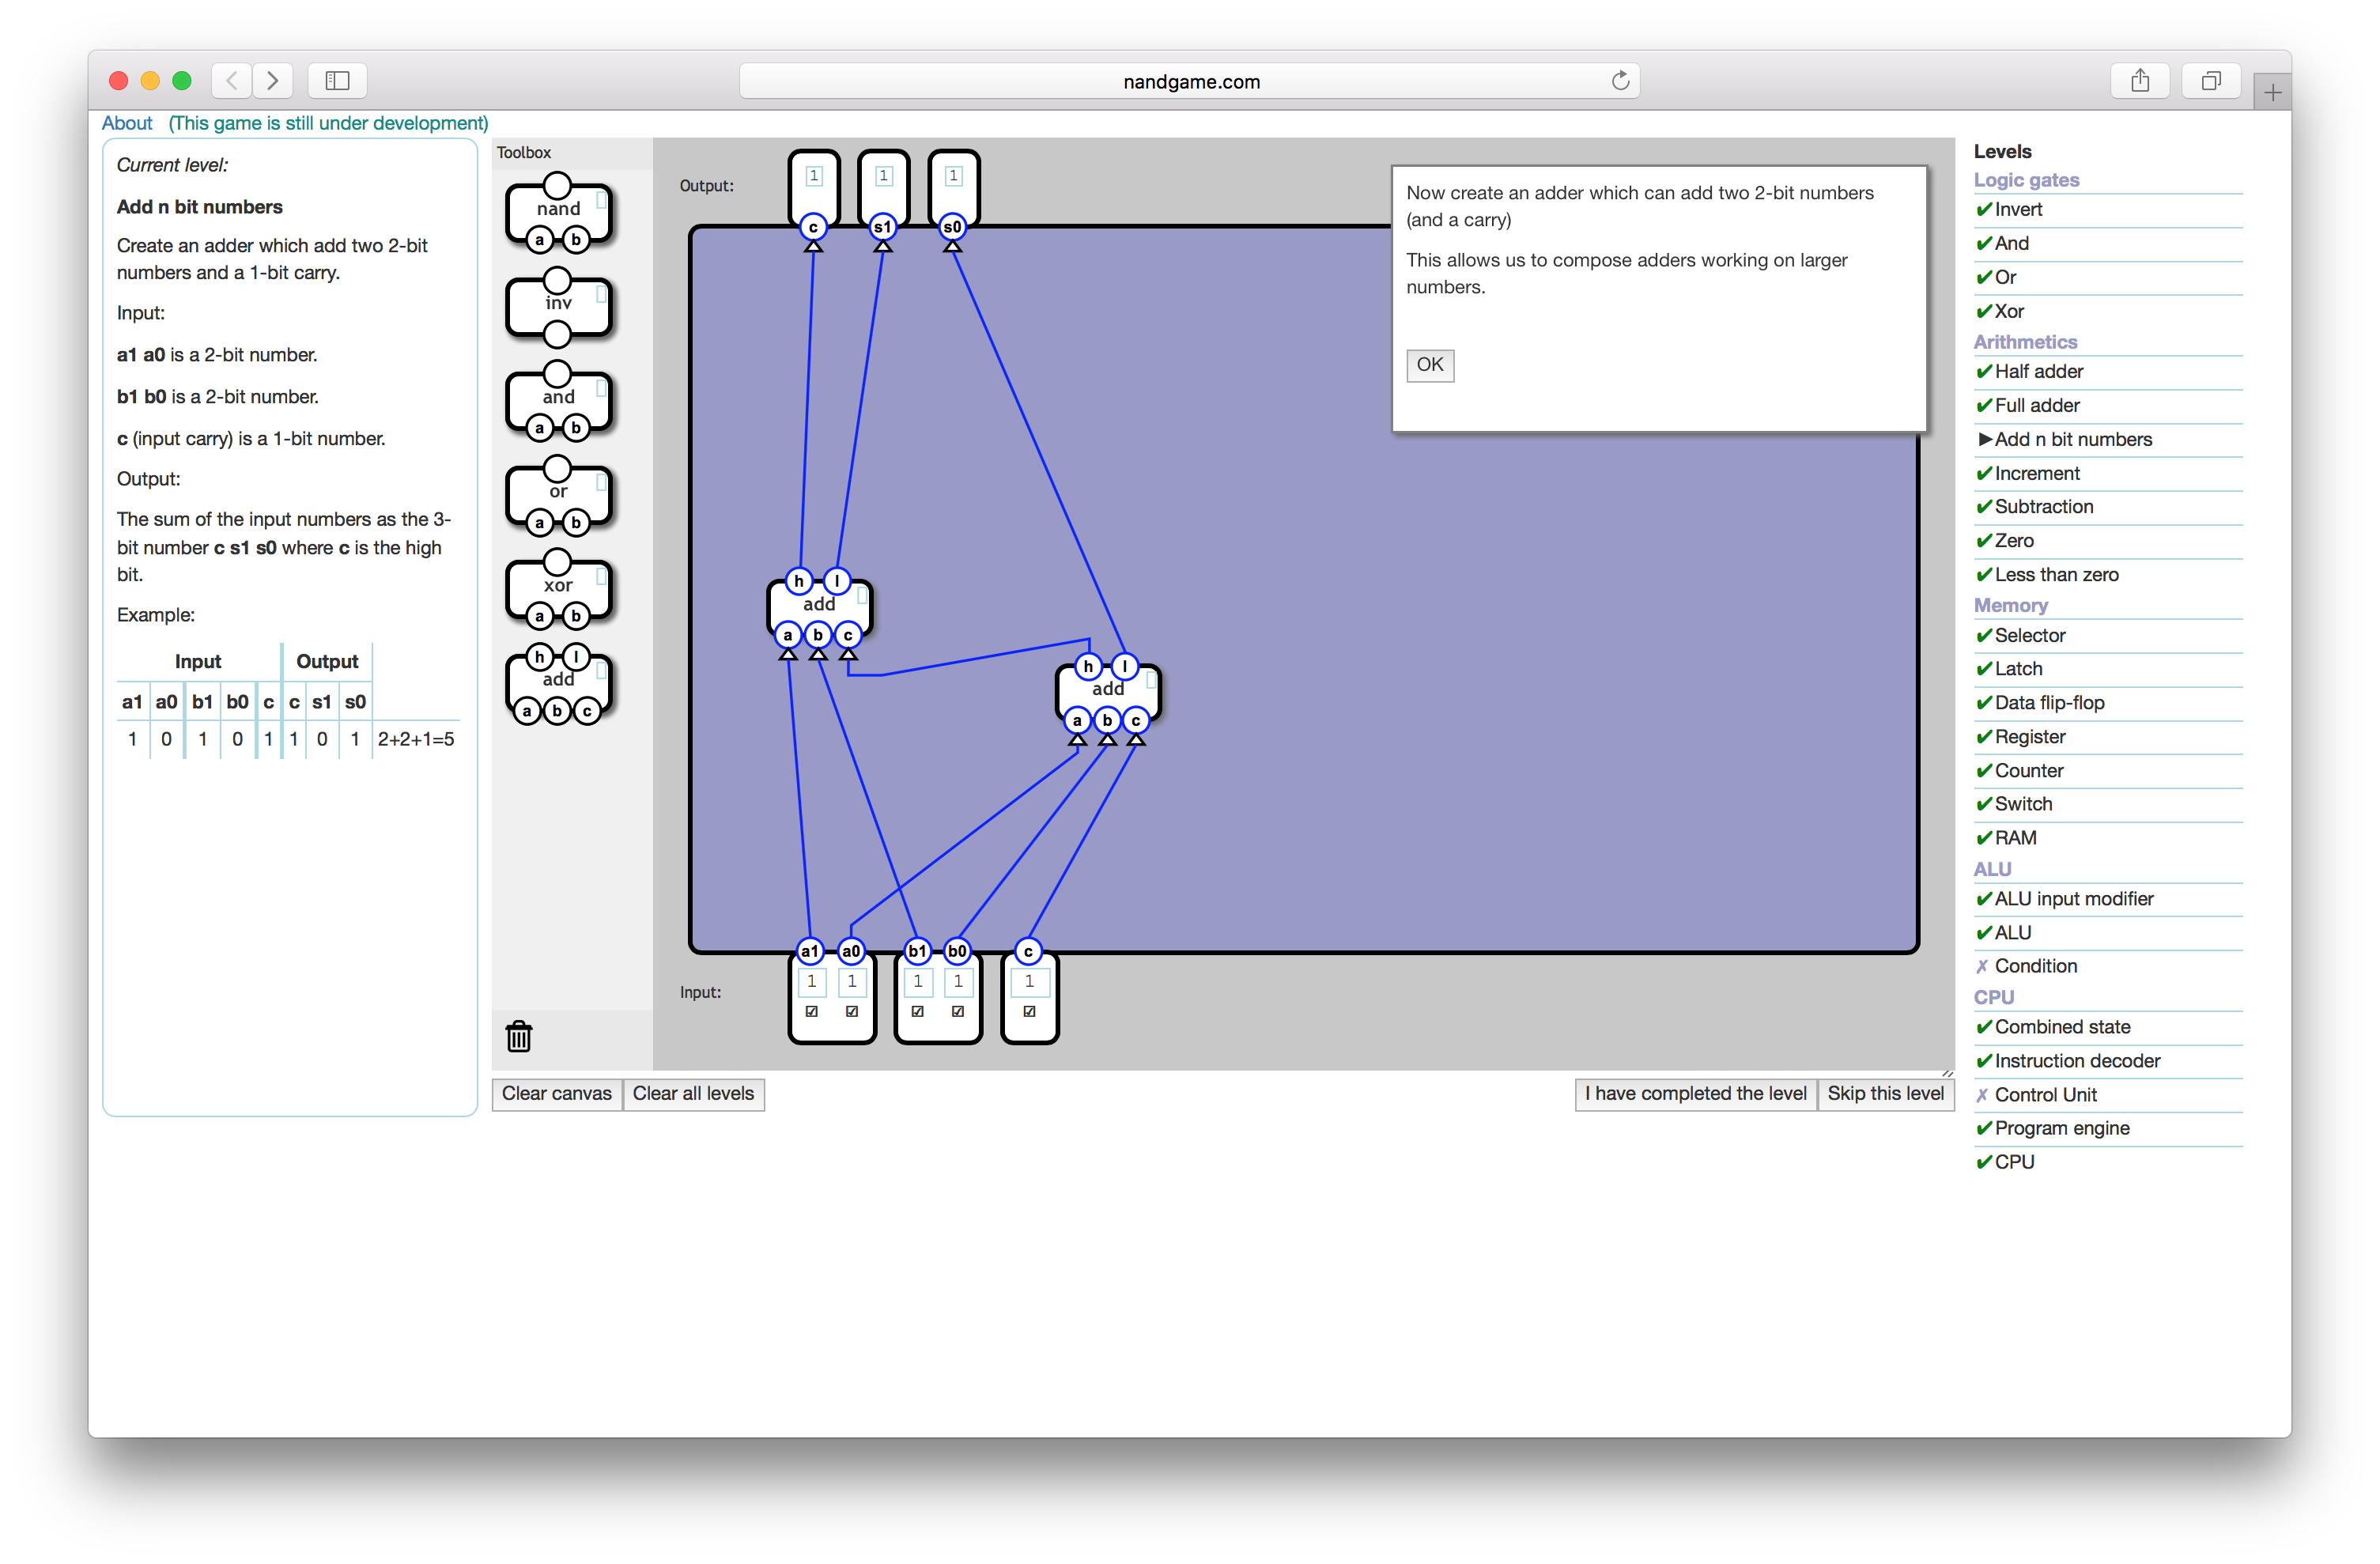 nandgame.com
About (This game is still under development)
Current level:
Add n bit numbers
Create an adder which add two 2-bit
numbers and a 1-bit carry.
Input:
a1 a0 is a 2-bit number.
b1 b0 is a 2-bit number.
c (input carry) is a 1-bit number.
Output:
The sum of the input numbers as the 3-
bit number c s1 s0 where c is the high
bit.
Example:
Input Output
a1 a0 b1 b0 c c s1 s0
1 0 1 0 1 1 0 1 2+2+1=5
Toolbox
nand
a b
inv
and
a b
or
a b
xor
a b
h l
add
a b c
Output:
1 1 1
c s1 s0
h l
add
a b c
h l
add
a b c
a1 a0 b1 b0 c
Input:
1 1 1 1 1
Now create an adder which can add two 2-bit numbers
(and a carry)
This allows us to compose adders working on larger
numbers.
OK
Clear canvas Clear all levels
I have completed the level Skip this level
Levels
Logic gates
✔Invert
✔And
✔Or
✔Xor
Arithmetics
✔Half adder
✔Full adder
▶Add n bit numbers
✔Increment
✔Subtraction
✔Zero
✔Less than zero
Memory
✔Selector
✔Latch
✔Data flip-flop
✔Register
✔Counter
✔Switch
✔RAM
ALU
✔ALU input modifier
✔ALU
✗ Condition
CPU
✔Combined state
✔Instruction decoder
✗ Control Unit
✔Program engine
✔CPU